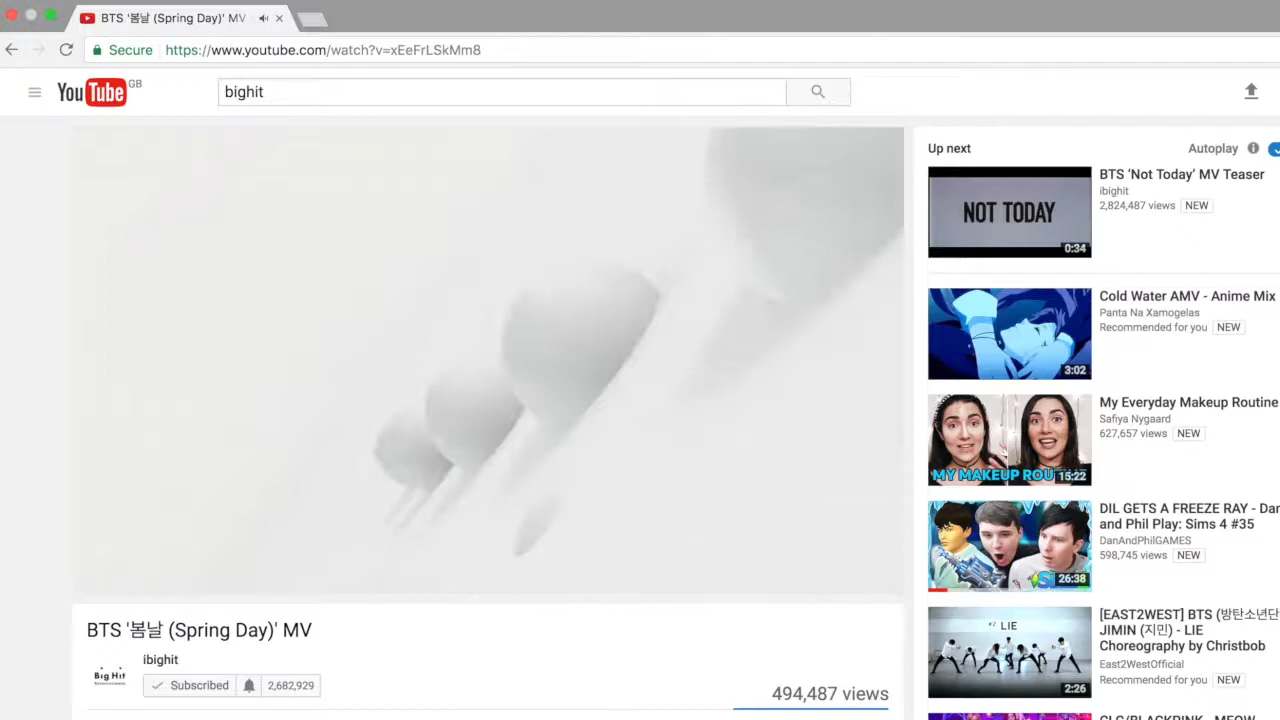 BTS '봄날 (Spring Day)' MV
Secure
https://www.youtube.com/watch?v=xEeFrLSkMm8
YouTube GB
bighit
Up next
Autoplay
NOT TODAY
0:34
BTS ‘Not Today’ MV Teaser
ibighit
2,824,487 views NEW
3:02
Cold Water AMV - Anime Mix
Panta Na Xamogelas
Recommended for you NEW
MY MAKEUP ROU
15:22
My Everyday Makeup Routine
Safiya Nygaard
627,657 views NEW
26:38
DIL GETS A FREEZE RAY - Dan
and Phil Play: Sims 4 #35
DanAndPhilGAMES
598,745 views NEW
LIE
2:26
[EAST2WEST] BTS (방탄소년단
JIMIN (지민) - LIE
Choreography by Christbob
East2WestOfficial
Recommended for you NEW
BTS '봄날 (Spring Day)' MV
Big Hit
ibighit
Subscribed 2,682,929
494,487 views